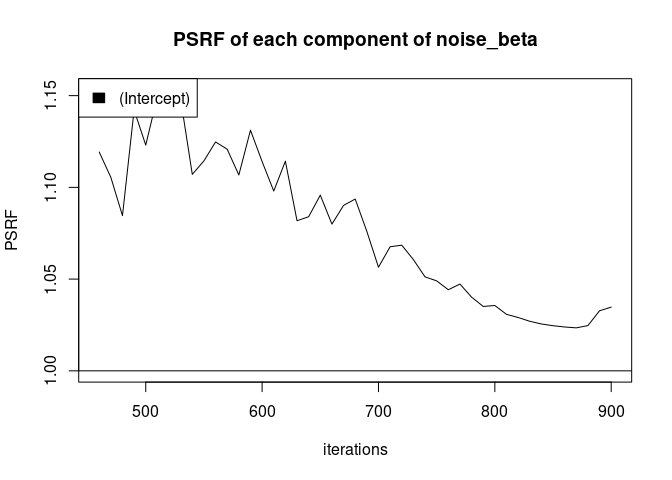 PSRF of each component of noise_beta
(Intercept)
PSRF
1.15
1.10
1.05
1.00
500 600 700 800 900
iterations